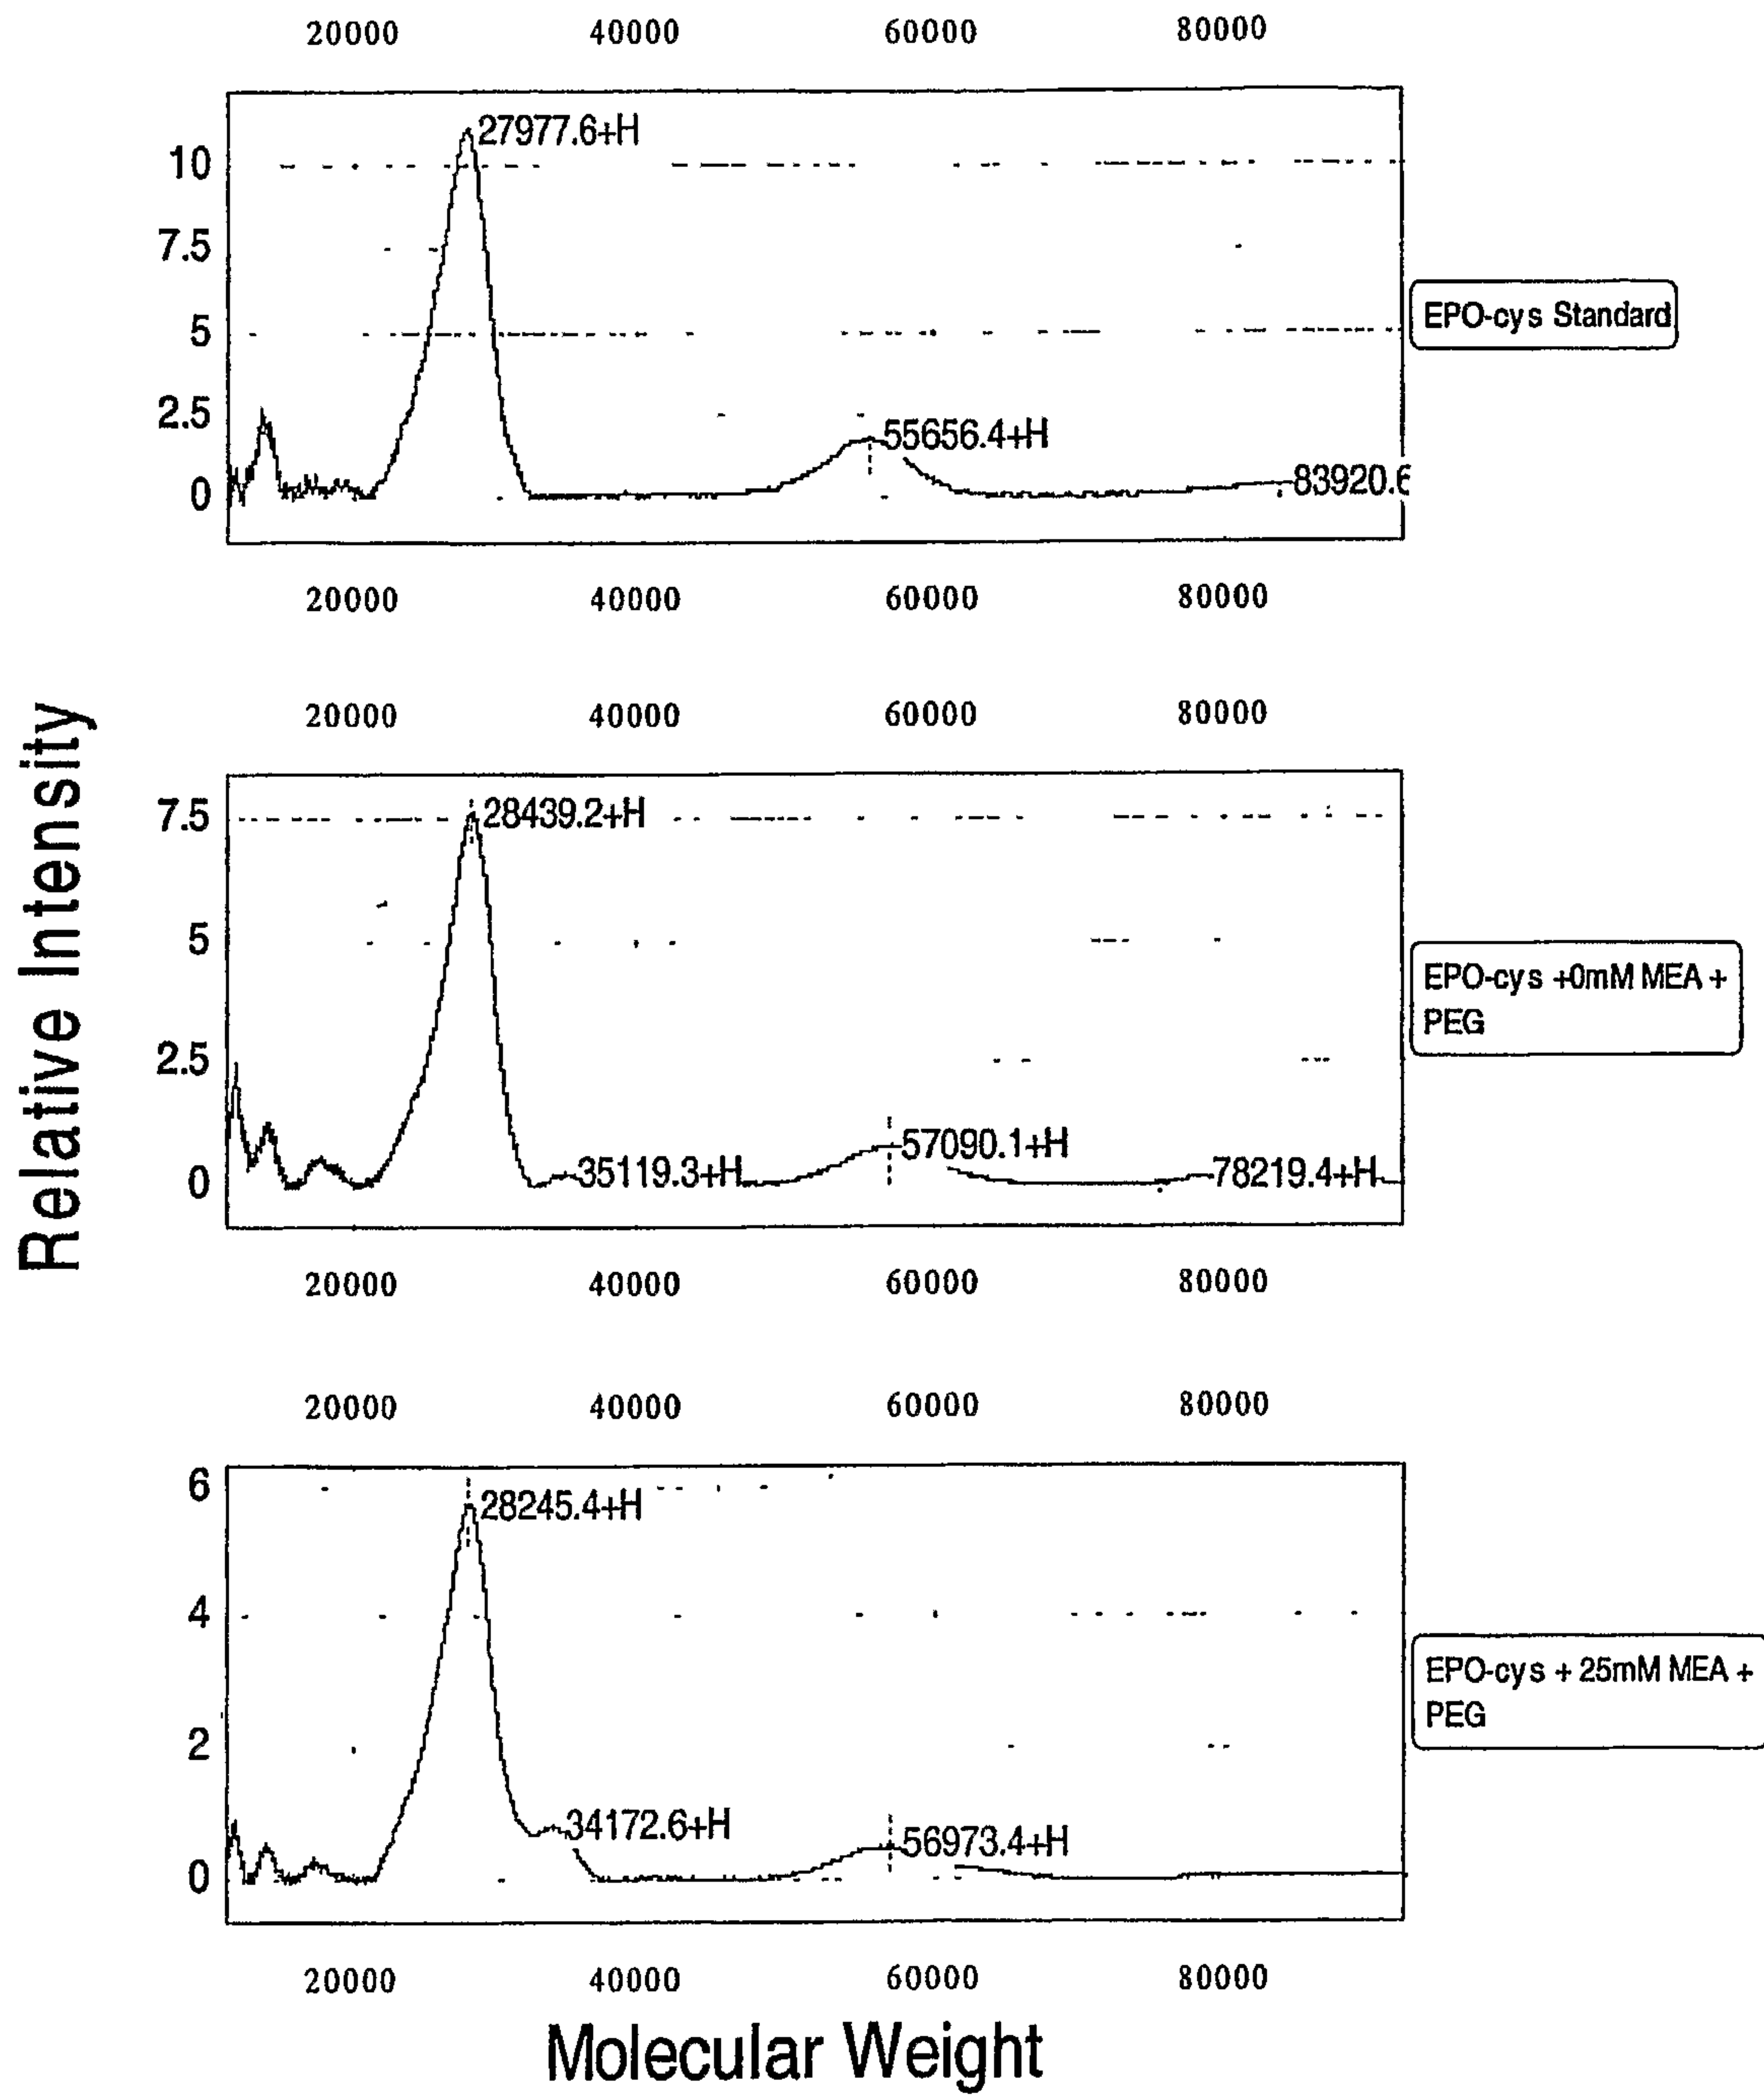 20000 40000 60000 80000
27977.6+H
10
7.5
5
2.5
55656.4+H
0
83920.6
EPO-cys Standard
20000 40000 60000 80000
Relative Intensity
20000 40000 60000 80000
7.5
28439.2+H
5
2.5
57090.1+H
0
35119.3+H
78219.4+H
EPO-cys +0mM MEA +
PEG
20000 40000 60000 80000
20000 40000 60000 80000
6
28245.4+H
4
2
34172.6+H
56973.4+H
0
EPO-cys + 25mM MEA +
PEG
20000 40000 60000 80000
Molecular Weight